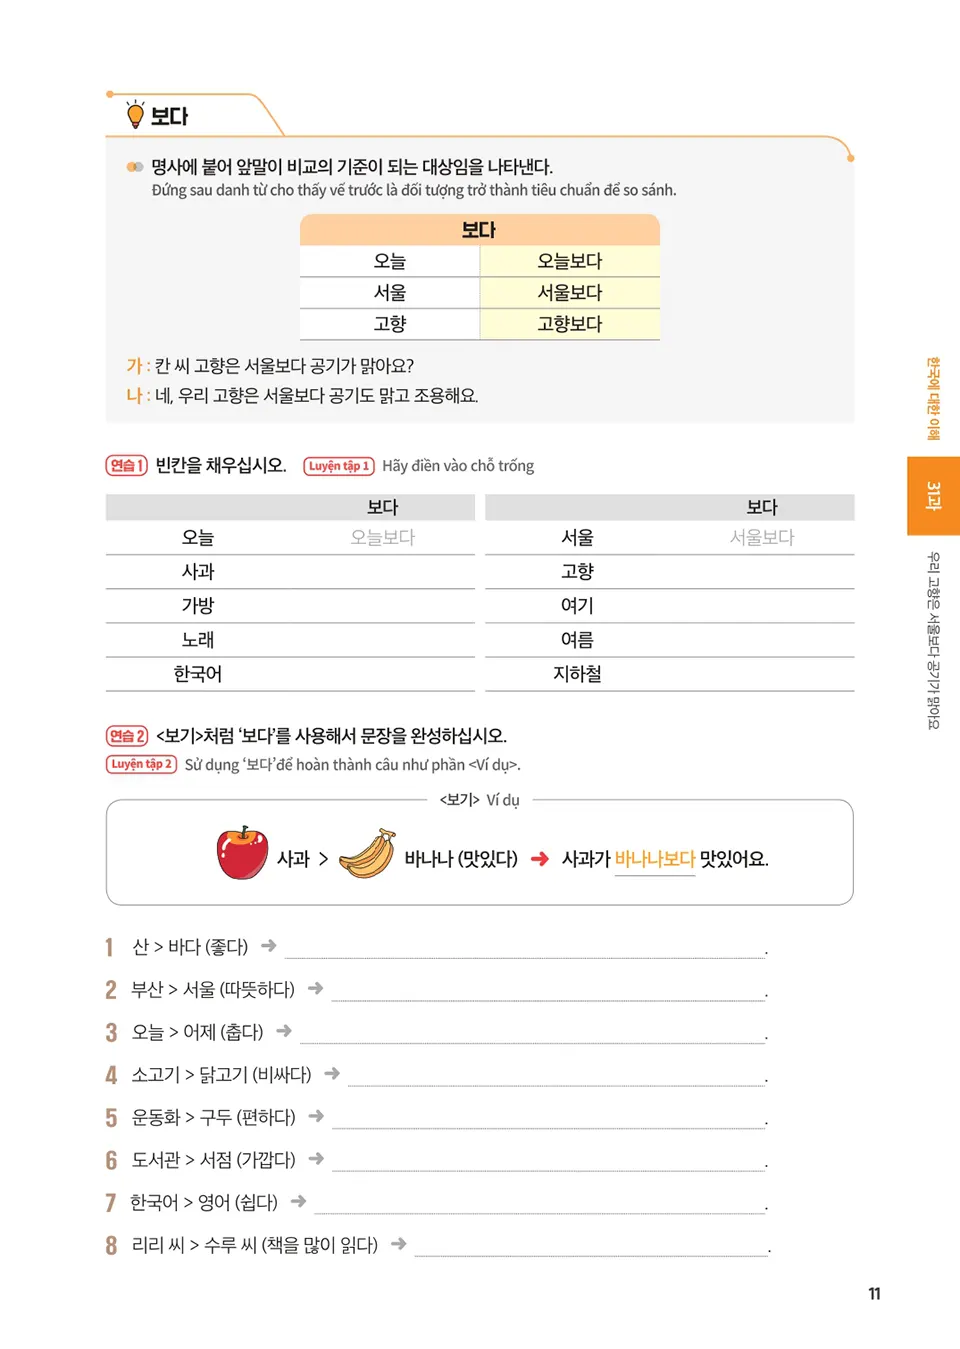 보다
명사에 붙어 앞말이 비교의 기준이 되는 대상임을 나타낸다.
Đứng sau danh từ cho thấy vế trước là đối tượng trở thành tiêu chuẩn để so sánh.
보다
오늘 오늘보다
서울 서울보다
고향 고향보다
가 : 칸 씨 고향은 서울보다 공기가 맑아요?
나 : 네, 우리 고향은 서울보다 공기도 맑고 조용해요.
연습 1 빈칸을 채우십시오. Luyện tập 1 Hãy điền vào chỗ trống
보다 보다
오늘 오늘보다 서울 서울보다
사과 고향
가방 여기
노래 여름
한국어 지하철
연습 2 <보기>처럼 ‘보다’를 사용해서 문장을 완성하십시오.
Luyện tập 2 Sử dụng ‘보다’để hoàn thành câu như phần <Ví dụ>.
<보기> Ví dụ
사과 > 바나나 (맛있다) ➜ 사과가 바나나보다 맛있어요.
1 산 > 바다 (좋다) ➜ .
2 부산 > 서울 (따뜻하다) ➜ .
3 오늘 > 어제 (춥다) ➜ .
4 소고기 > 닭고기 (비싸다) ➜ .
5 운동화 > 구두 (편하다) ➜ .
6 도서관 > 서점 (가깝다) ➜ .
7 한국어 > 영어 (쉽다) ➜ .
8 리리 씨 > 수루 씨 (책을 많이 읽다) ➜ .
한국에 대한 이해
31과
우리 고향은 서울보다 공기가 맑아요
11